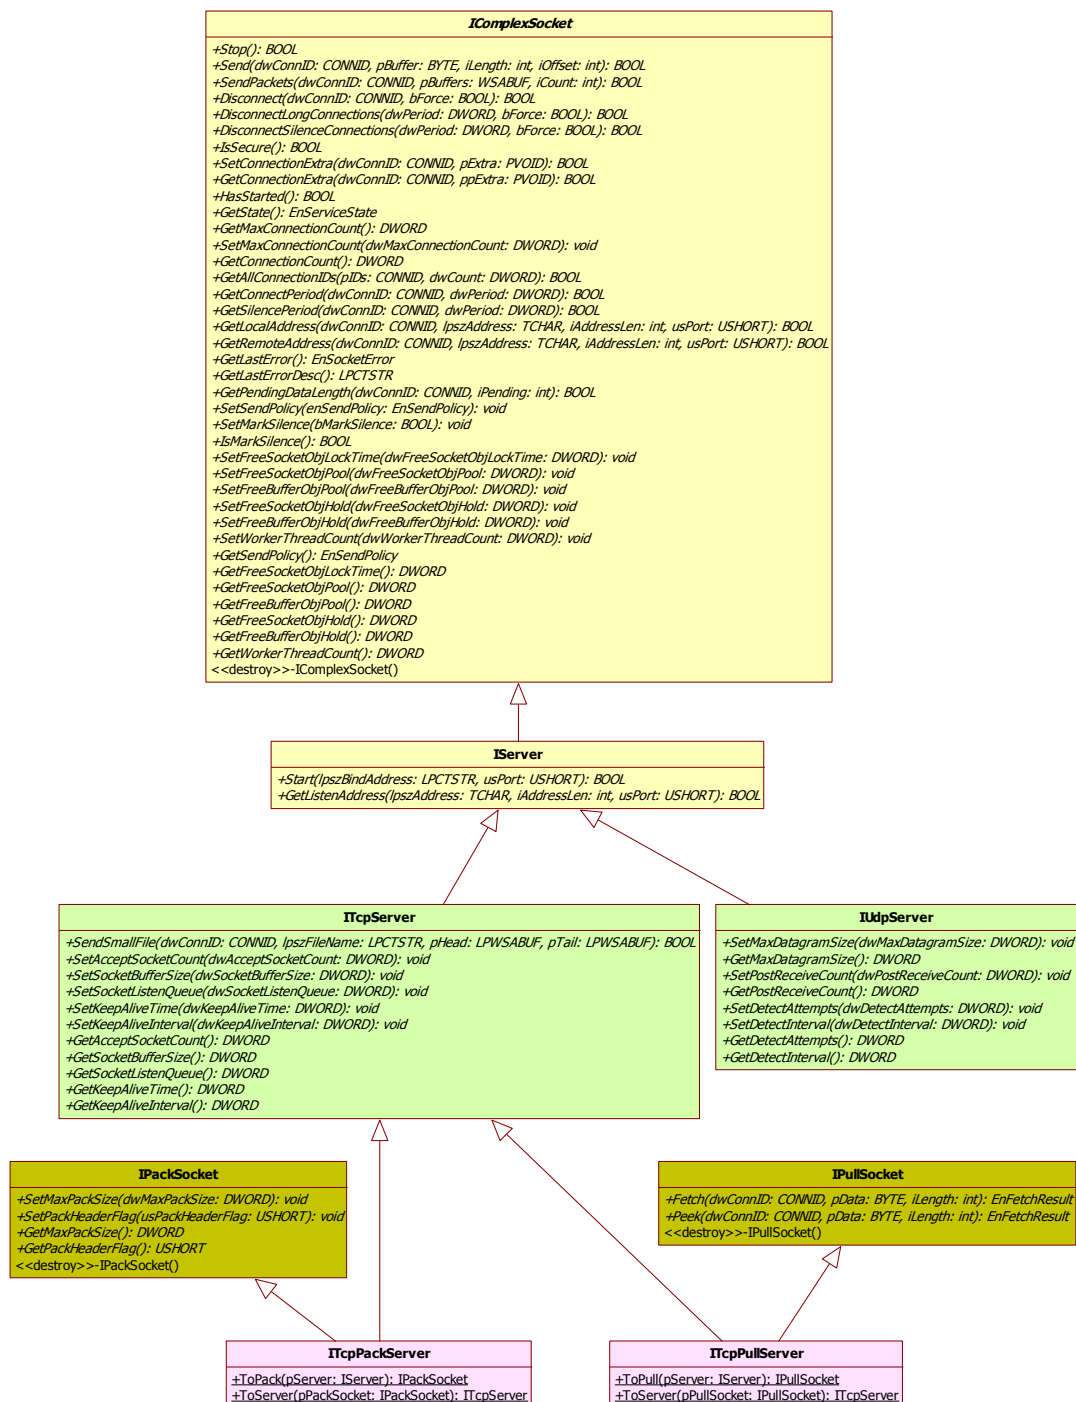 IComplexSocket
+Stop(): BOOL
+Send(dwConnID: CONNID, pBuffer: BYTE, iLength: int, iOffset: int): BOOL
+SendPackets(dwConnID: CONNID, pBuffers: WSABUF, iCount: int): BOOL
+Disconnect(dwConnID: CONNID, bForce: BOOL): BOOL
+DisconnectLongConnections(dwPeriod: DWORD, bForce: BOOL): BOOL
+DisconnectSilenceConnections(dwPeriod: DWORD, bForce: BOOL): BOOL
+IsSecure(): BOOL
+SetConnectionExtra(dwConnID: CONNID, pExtra: PVOID): BOOL
+GetConnectionExtra(dwConnID: CONNID, ppExtra: PVOID): BOOL
+HasStarted(): BOOL
+GetState(): EnServiceState
+GetMaxConnectionCount(): DWORD
+SetMaxConnectionCount(dwMaxConnectionCount: DWORD): void
+GetConnectionCount(): DWORD
+GetAllConnectionIDs(pIDs: CONNID, dwCount: DWORD): BOOL
+GetConnectPeriod(dwConnID: CONNID, dwPeriod: DWORD): BOOL
+GetSilencePeriod(dwConnID: CONNID, dwPeriod: DWORD): BOOL
+GetLocalAddress(dwConnID: CONNID, lpszAddress: TCHAR, iAddressLen: int, usPort: USHORT): BOOL
+GetRemoteAddress(dwConnID: CONNID, lpszAddress: TCHAR, iAddressLen: int, usPort: USHORT): BOOL
+GetLastError(): EnSocketError
+GetLastErrorDesc(): LPCTSTR
+GetPendingDataLength(dwConnID: CONNID, iPending: int): BOOL
+SetSendPolicy(enSendPolicy: EnSendPolicy): void
+SetMarkSilence(bMarkSilence: BOOL): void
+IsMarkSilence(): BOOL
+SetFreeSocketObjLockTime(dwFreeSocketObjLockTime: DWORD): void
+SetFreeSocketObjPool(dwFreeSocketObjPool: DWORD): void
+SetFreeBufferObjPool(dwFreeBufferObjPool: DWORD): void
+SetFreeSocketObjHold(dwFreeSocketObjHold: DWORD): void
+SetFreeBufferObjHold(dwFreeBufferObjHold: DWORD): void
+SetWorkerThreadCount(dwWorkerThreadCount: DWORD): void
+GetSendPolicy(): EnSendPolicy
+GetFreeSocketObjLockTime(): DWORD
+GetFreeSocketObjPool(): DWORD
+GetFreeBufferObjPool(): DWORD
+GetFreeSocketObjHold(): DWORD
+GetFreeBufferObjHold(): DWORD
+GetWorkerThreadCount(): DWORD
<<destroy>>-IComplexSocket()
IServer
+Start(lpszBindAddress: LPCTSTR, usPort: USHORT): BOOL
+GetListenAddress(lpszAddress: TCHAR, iAddressLen: int, usPort: USHORT): BOOL
ITcpServer
+SendSmallFile(dwConnID: CONNID, lpszFileName: LPCTSTR, pHead: LPWSABUF, pTail: LPWSABUF): BOOL
+SetAcceptSocketCount(dwAcceptSocketCount: DWORD): void
+SetSocketBufferSize(dwSocketBufferSize: DWORD): void
+SetSocketListenQueue(dwSocketListenQueue: DWORD): void
+SetKeepAliveTime(dwKeepAliveTime: DWORD): void
+SetKeepAliveInterval(dwKeepAliveInterval: DWORD): void
+GetAcceptSocketCount(): DWORD
+GetSocketBufferSize(): DWORD
+GetSocketListenQueue(): DWORD
+GetKeepAliveTime(): DWORD
+GetKeepAliveInterval(): DWORD
IUdpServer
+SetMaxDatagramSize(dwMaxDatagramSize: DWORD): void
+GetMaxDatagramSize(): DWORD
+SetPostReceiveCount(dwPostReceiveCount: DWORD): void
+GetPostReceiveCount(): DWORD
+SetDetectAttempts(dwDetectAttempts: DWORD): void
+SetDetectInterval(dwDetectInterval: DWORD): void
+GetDetectAttempts(): DWORD
+GetDetectInterval(): DWORD
IPackSocket
+SetMaxPackSize(dwMaxPackSize: DWORD): void
+SetPackHeaderFlag(usPackHeaderFlag: USHORT): void
+GetMaxPackSize(): DWORD
+GetPackHeaderFlag(): USHORT
<<destroy>>-IPackSocket()
IPullSocket
+Fetch(dwConnID: CONNID, pData: BYTE, iLength: int): EnFetchResult
+Peek(dwConnID: CONNID, pData: BYTE, iLength: int): EnFetchResult
<<destroy>>-IPullSocket()
ITcpPackServer
+ToPack(pServer: IServer): IPackSocket
+ToServer(pPackSocket: IPackSocket): ITcpServer
ITcpPullServer
+ToPull(pServer: IServer): IPullSocket
+ToServer(pPullSocket: IPullSocket): ITcpServer